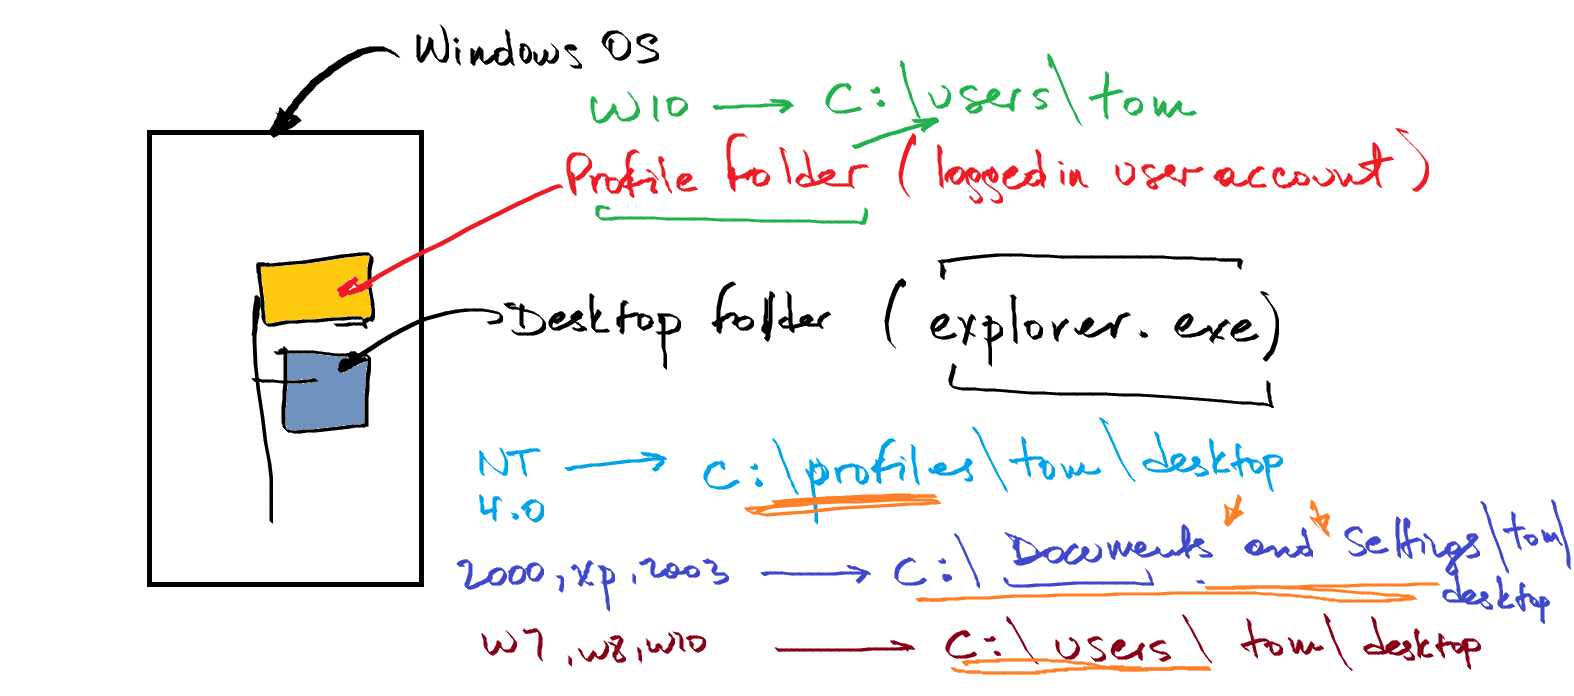 Windows OS
W10 → C:\users\tom
Profile folder (logged in user account)
Desktop folder (explorer.exe)
NT 4.0 → C:\profiles\tom\desktop
2000, xp, 2003 → C:\Documents and Settings\tom\desktop
W7, W8, W10 → C:\users\tom\desktop